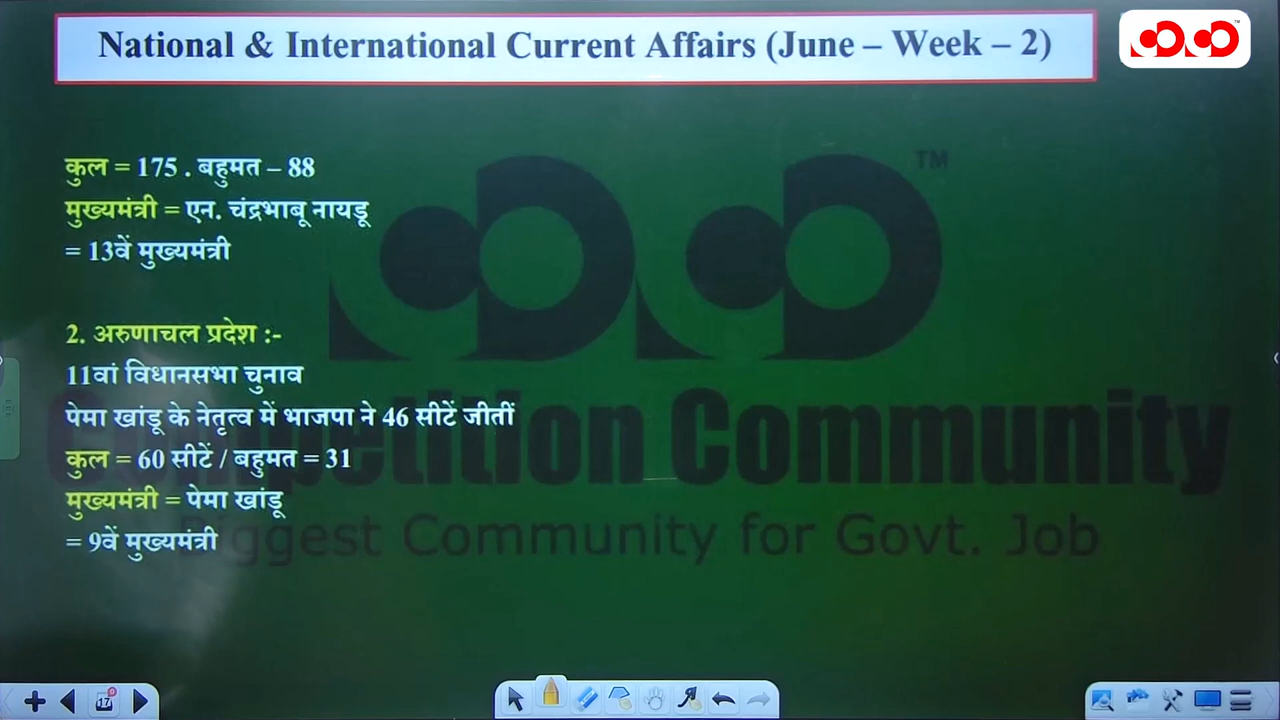 National & International Current Affairs (June – Week – 2)
कुल = 175 . बहुमत – 88
मुख्यमंत्री = एन. चंद्रभाबू नायडू
= 13वें मुख्यमंत्री
2. अरुणाचल प्रदेश :-
11वां विधानसभा चुनाव
पेमा खांडू के नेतृत्व में भाजपा ने 46 सीटें जीतीं
कुल = 60 सीटें / बहुमत = 31
मुख्यमंत्री = पेमा खांडू
= 9वें मुख्यमंत्री
TM
Competition Community
Biggest Community for Govt. Job
17